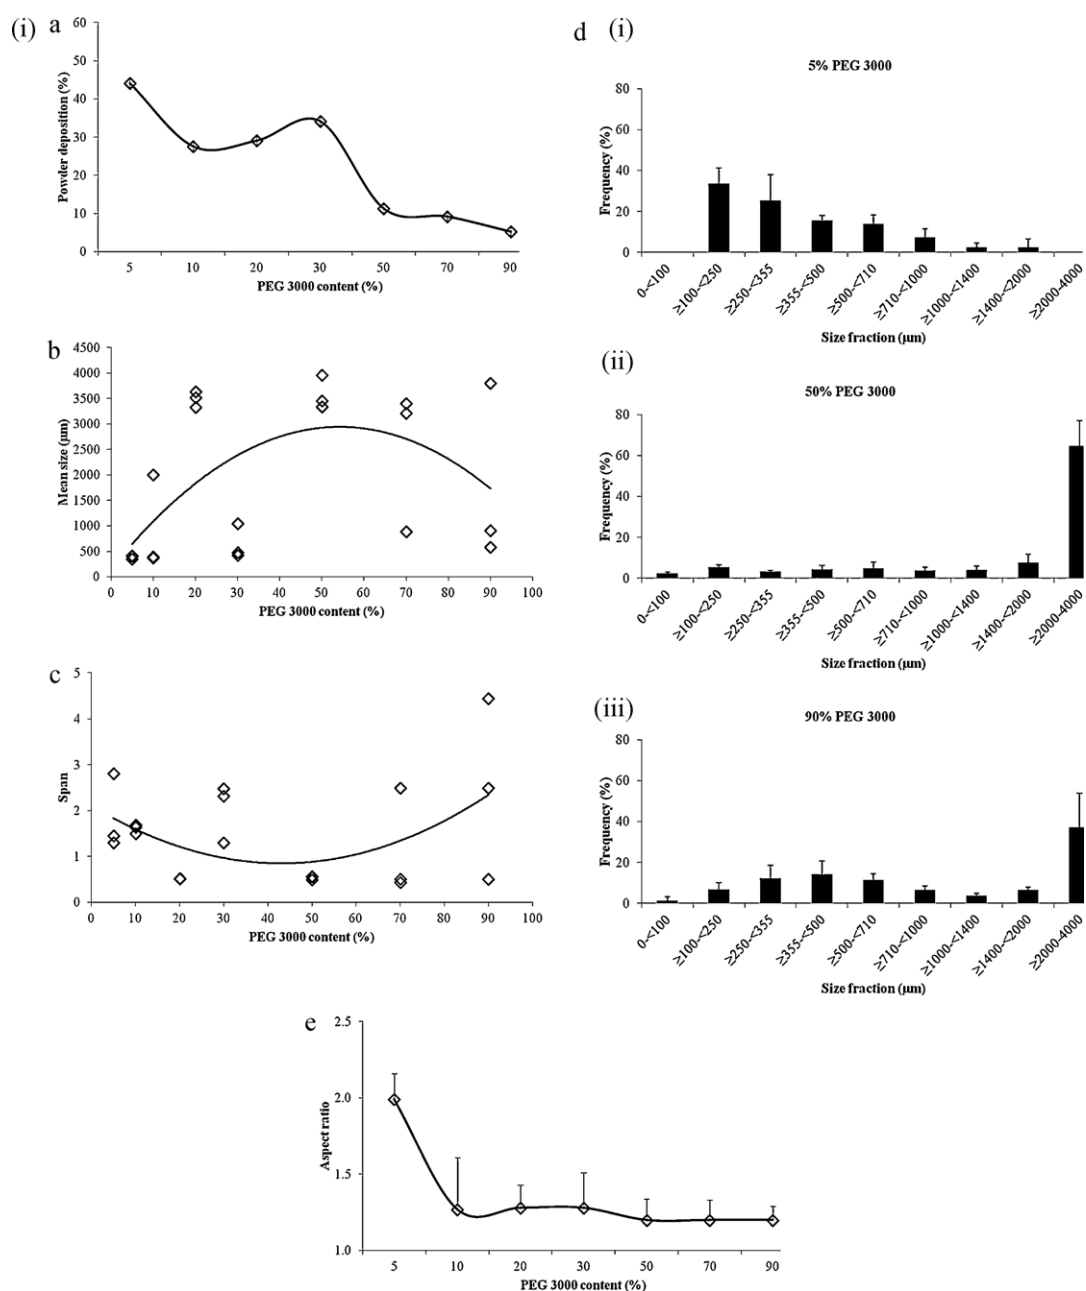 (i) a
60
50
40
30
20
10
0
Powder deposition (%)
5 10 20 30 50 70 90
PEG 3000 content (%)
b
4500
4000
3500
3000
2500
2000
1500
1000
500
0
Mean size (µm)
0 10 20 30 40 50 60 70 80 90 100
PEG 3000 content (%)
c
5
4
3
2
1
0
Span
0 10 20 30 40 50 60 70 80 90 100
PEG 3000 content (%)
d (i)
5% PEG 3000
80
60
40
20
0
Frequency (%)
0-<100 ≥100-<250 ≥250-<355 ≥355-<500 ≥500-<710 ≥710-<1000 ≥1000-<1400 ≥1400-<2000 ≥2000-4000
Size fraction (µm)
(ii)
50% PEG 3000
80
60
40
20
0
Frequency (%)
0-<100 ≥100-<250 ≥250-<355 ≥355-<500 ≥500-<710 ≥710-<1000 ≥1000-<1400 ≥1400-<2000 ≥2000-4000
Size fraction (µm)
(iii)
90% PEG 3000
80
60
40
20
0
Frequency (%)
0-<100 ≥100-<250 ≥250-<355 ≥355-<500 ≥500-<710 ≥710-<1000 ≥1000-<1400 ≥1400-<2000 ≥2000-4000
Size fraction (µm)
e
2.5
2.0
1.5
1.0
Aspect ratio
5 10 20 30 50 70 90
PEG 3000 content (%)